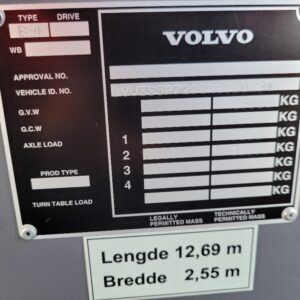 TYPE DRIVE
VOLVO
WB
APPROVAL NO.
VEHICLE ID. NO.
G.V.W KG
G.C.W KG
AXLE LOAD 1 KG
2 KG
PROD TYPE 3 KG
4 KG
TURN TABLE LOAD
LEGALLY PERMITTED MASS
TECHNICALLY PERMITTED MASS
Lengde 12,69 m
Bredde 2,55 m